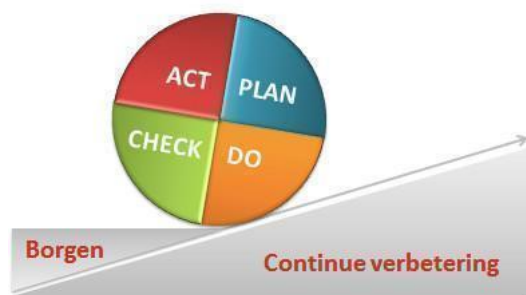 ACT
PLAN
CHECK
DO
Borgen
Continue verbetering